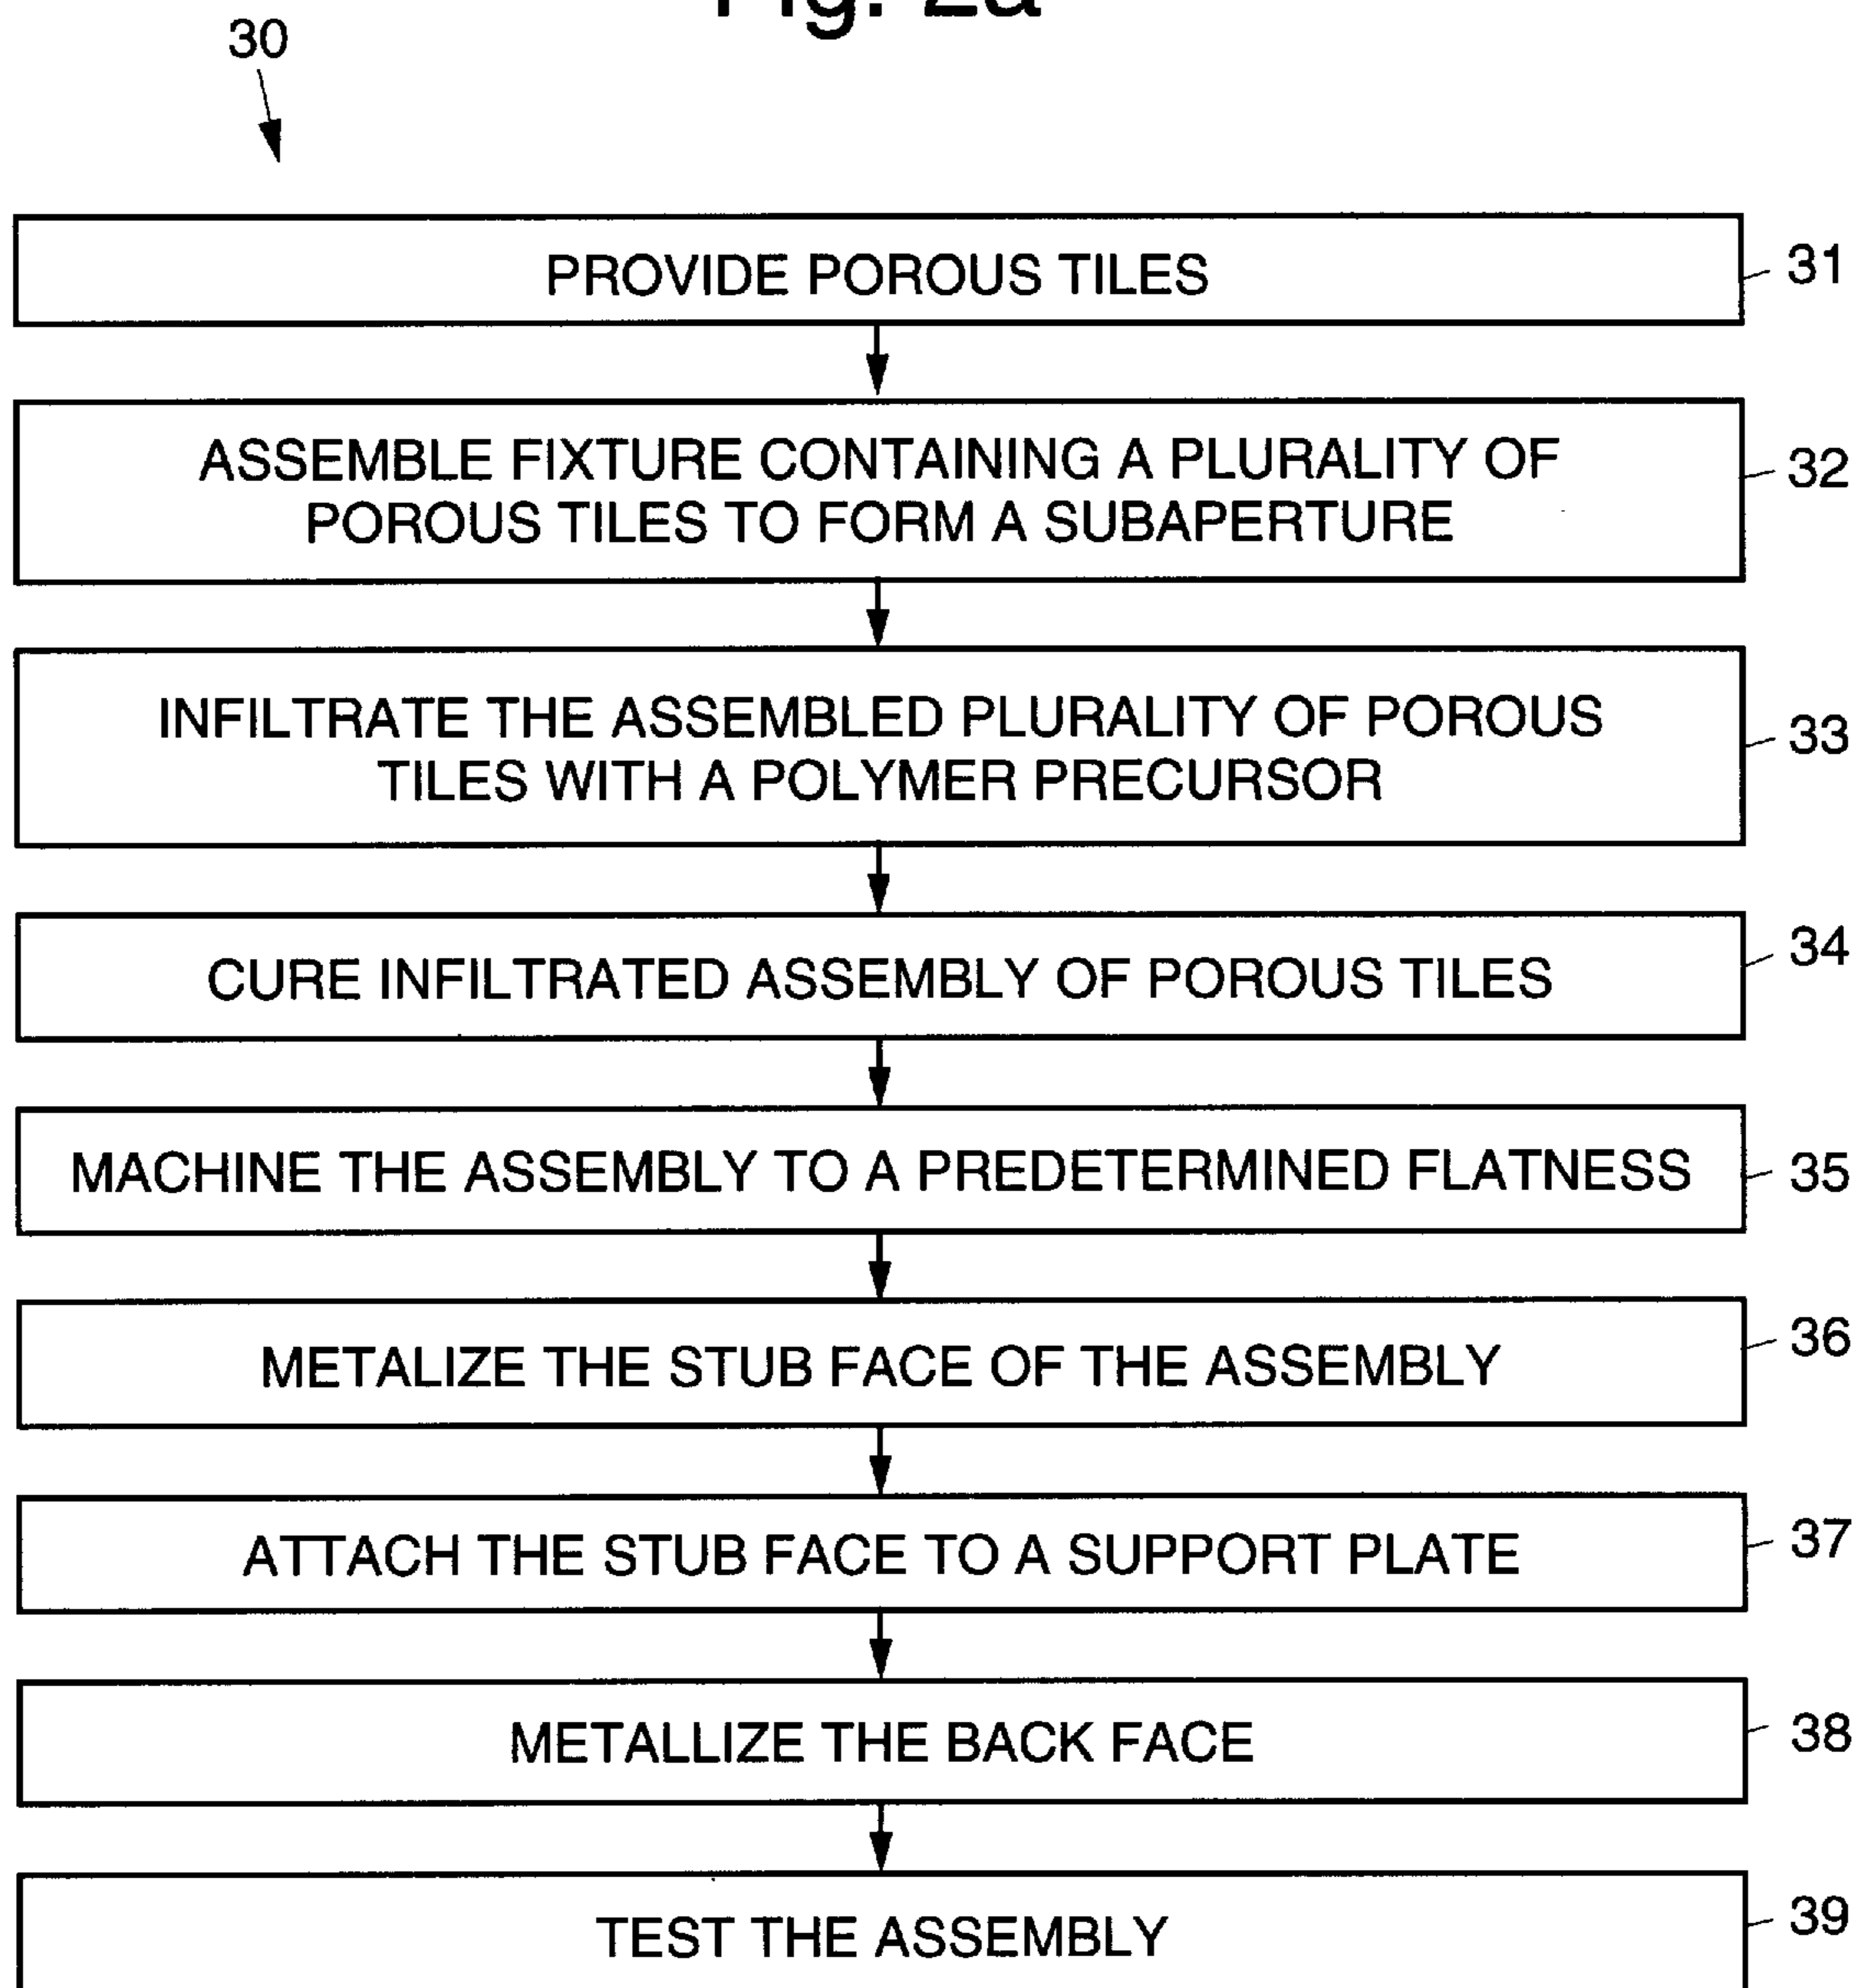 Fig. 2a
30
PROVIDE POROUS TILES
31
ASSEMBLE FIXTURE CONTAINING A PLURALITY OF
POROUS TILES TO FORM A SUBAPERTURE
32
INFILTRATE THE ASSEMBLED PLURALITY OF POROUS
TILES WITH A POLYMER PRECURSOR
33
CURE INFILTRATED ASSEMBLY OF POROUS TILES
34
MACHINE THE ASSEMBLY TO A PREDETERMINED FLATNESS
35
METALIZE THE STUB FACE OF THE ASSEMBLY
36
ATTACH THE STUB FACE TO A SUPPORT PLATE
37
METALLIZE THE BACK FACE
38
TEST THE ASSEMBLY
39